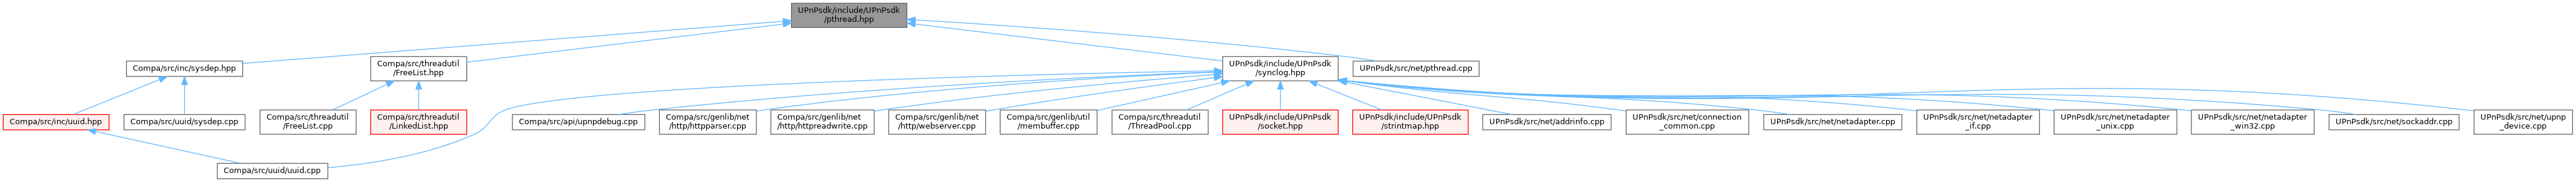 UPnPsdk/include/UPnPsdk
/pthread.hpp
Compa/src/inc/sysdep.hpp
Compa/src/threadutil
/FreeList.hpp
UPnPsdk/include/UPnPsdk
/synclog.hpp
UPnPsdk/src/net/pthread.cpp
Compa/src/inc/uuid.hpp
Compa/src/uuid/sysdep.cpp
Compa/src/threadutil
/FreeList.cpp
Compa/src/threadutil
/LinkedList.hpp
Compa/src/api/upnpdebug.cpp
Compa/src/genlib/net
/http/httpparser.cpp
Compa/src/genlib/net
/http/httpreadwrite.cpp
Compa/src/genlib/net
/http/webserver.cpp
Compa/src/genlib/util
/membuffer.cpp
Compa/src/threadutil
/ThreadPool.cpp
UPnPsdk/include/UPnPsdk
/socket.hpp
UPnPsdk/include/UPnPsdk
/strintmap.hpp
UPnPsdk/src/net/addrinfo.cpp
UPnPsdk/src/net/connection
_common.cpp
UPnPsdk/src/net/netadapter.cpp
UPnPsdk/src/net/netadapter
_if.cpp
UPnPsdk/src/net/netadapter
_unix.cpp
UPnPsdk/src/net/netadapter
_win32.cpp
UPnPsdk/src/net/sockaddr.cpp
UPnPsdk/src/net/upnp
_device.cpp
Compa/src/uuid/uuid.cpp